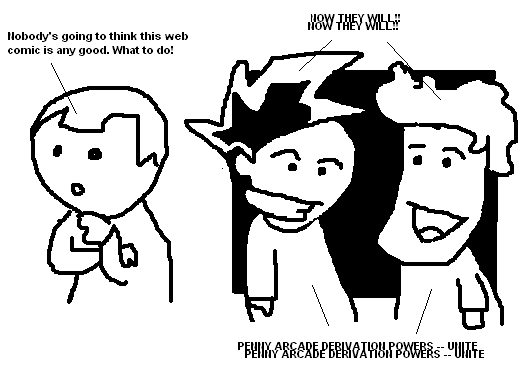 Nobody's going to think this web
comic is any good. What to do!
NOW THEY WILL!!
NOW THEY WILL!!
PENNY ARCADE DERIVATION POWERS -- UNITE
PENNY ARCADE DERIVATION POWERS -- UNITE